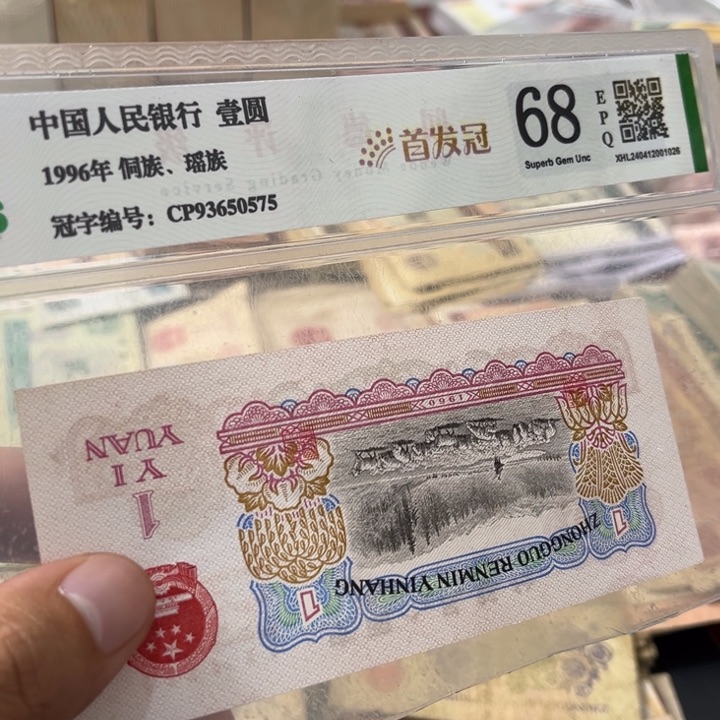 中国人民银行 壹圆
1996年 侗族、瑶族
冠字编号：CP93650575
首发冠
68
Superb Gem Unc
EPQ
XHL240412001026
1960
YI
YUAN
1
1
1
ZHONGGUO RENMIN YINHANG